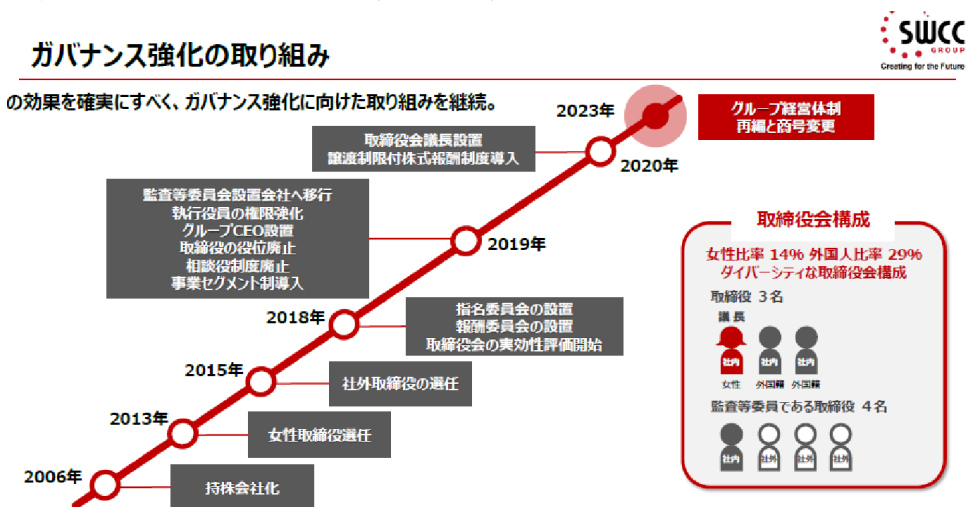 ガバナンス強化の取り組み
SWCC
GROUP
Creating for the Future
の効果を確実にすべく、ガバナンス強化に向けた取り組みを継続。
2023年
グループ経営体制
再編と商号変更
取締役会議長設置
譲渡制限付株式報酬制度導入
2020年
監査等委員会設置会社へ移行
執行役員の権限強化
グループCEO設置
取締役の役位廃止
相談役制度廃止
事業セグメント制導入
2019年
2018年
指名委員会の設置
報酬委員会の設置
取締役会の実効性評価開始
2015年
社外取締役の選任
2013年
女性取締役選任
2006年
持株会社化
取締役会構成
女性比率 14% 外国人比率 29%
ダイバーシティな取締役会構成
取締役 3名
議長
社内 社内 社内
女性 外国籍 外国籍
監査等委員である取締役 4名
社内 社外 社外 社外